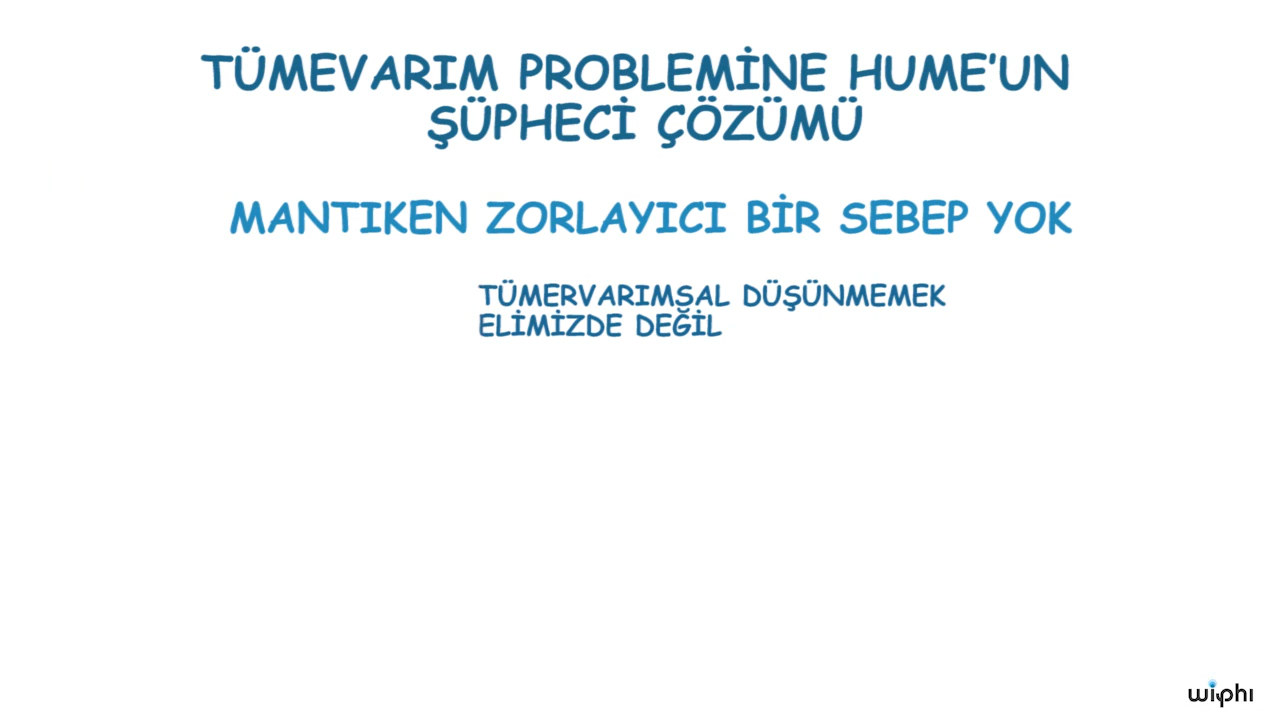 TÜMEVARIM PROBLEMİNE HUME'UN
ŞÜPHECİ ÇÖZÜMÜ
MANTIKEN ZORLAYICI BİR SEBEP YOK
TÜMERVARIMSAL DÜŞÜNMEMEK
ELİMİZDE DEĞİL
wiphi